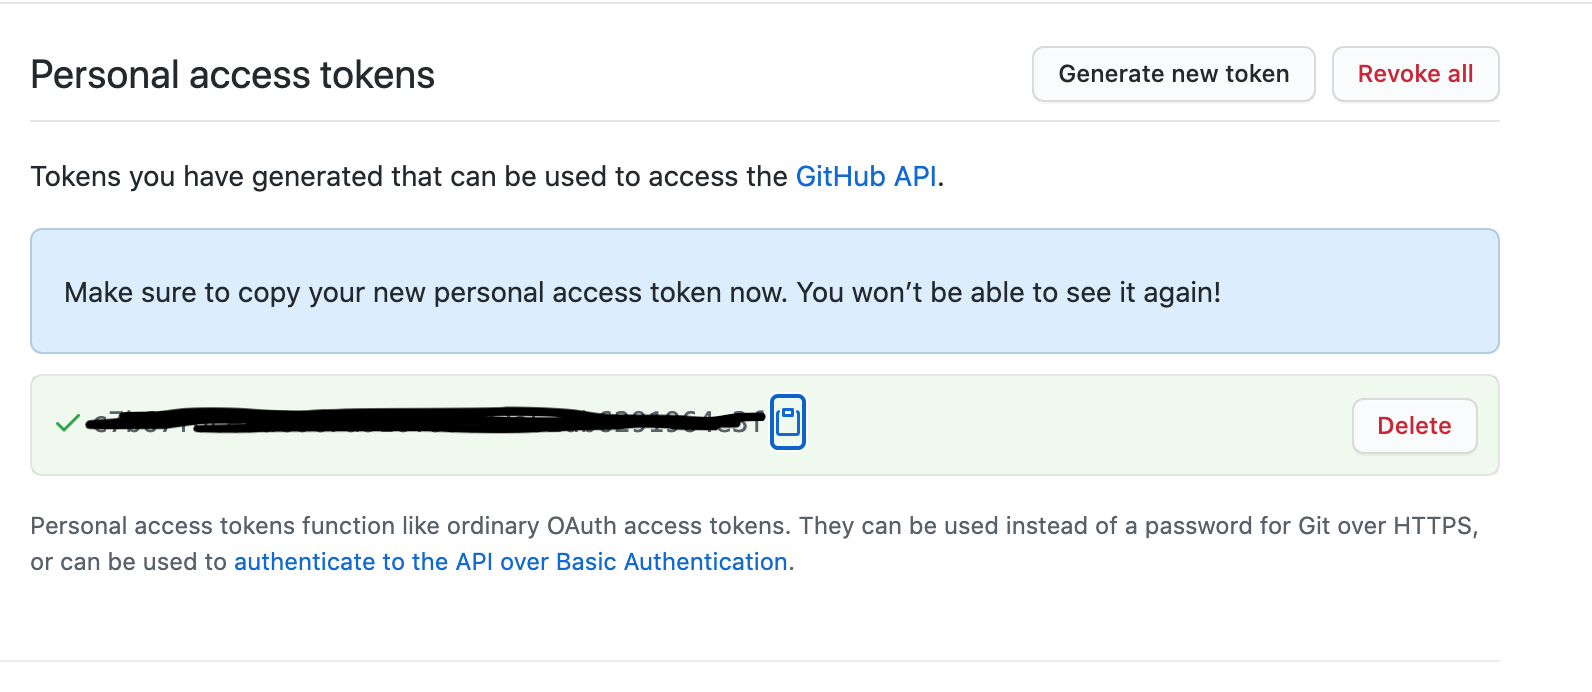 Personal access tokens
Generate new token
Revoke all
Tokens you have generated that can be used to access the GitHub API.
Make sure to copy your new personal access token now. You won’t be able to see it again!
Delete
Personal access tokens function like ordinary OAuth access tokens. They can be used instead of a password for Git over HTTPS,
or can be used to authenticate to the API over Basic Authentication.